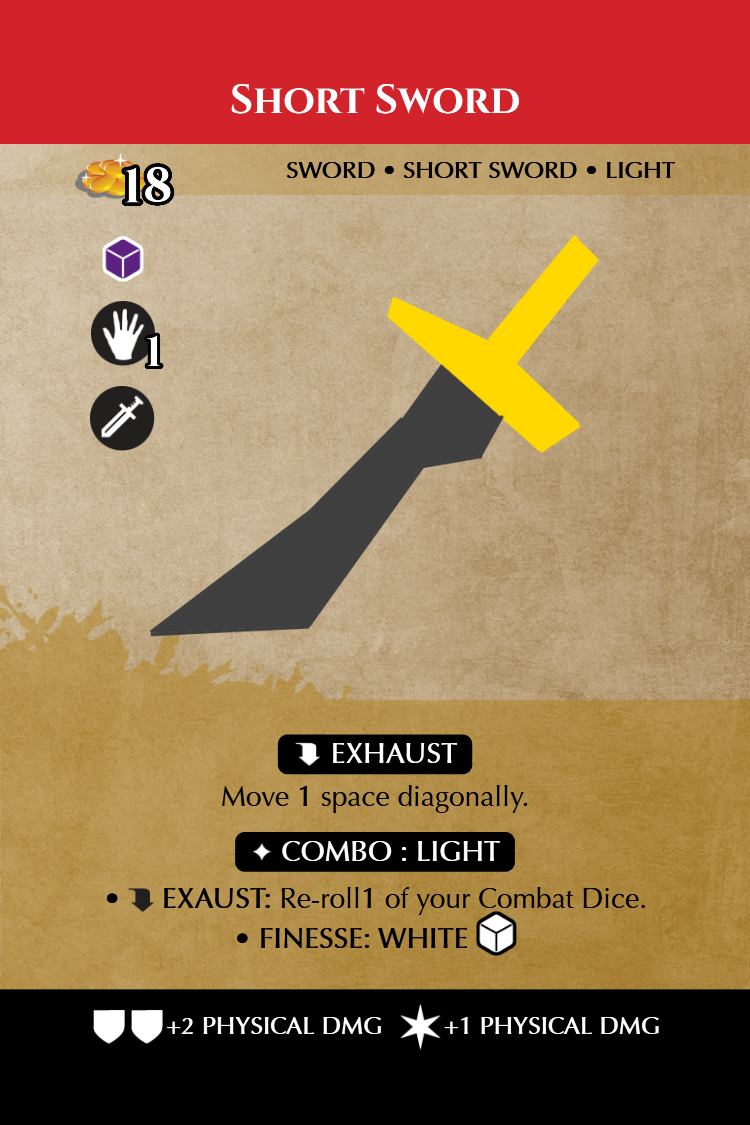 Short Sword
18
SWORD • SHORT SWORD • LIGHT
1
EXHAUST
Move 1 space diagonally.
COMBO : LIGHT
• EXAUST: Re-roll1 of your Combat Dice.
• FINESSE: WHITE
+2 PHYSICAL DMG +1 PHYSICAL DMG